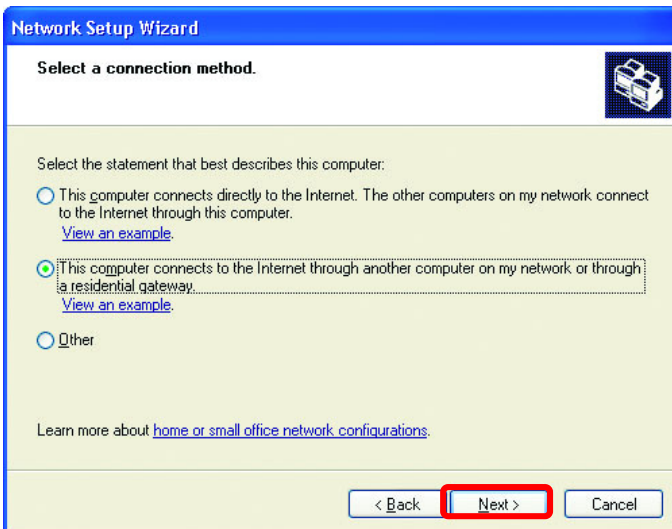 Network Setup Wizard
Select a connection method.
Select the statement that best describes this computer:
This computer connects directly to the Internet. The other computers on my network connect
to the Internet through this computer.
View an example.
This computer connects to the Internet through another computer on my network or through
a residential gateway.
View an example.
Other
Learn more about home or small office network configurations.
< Back Next > Cancel